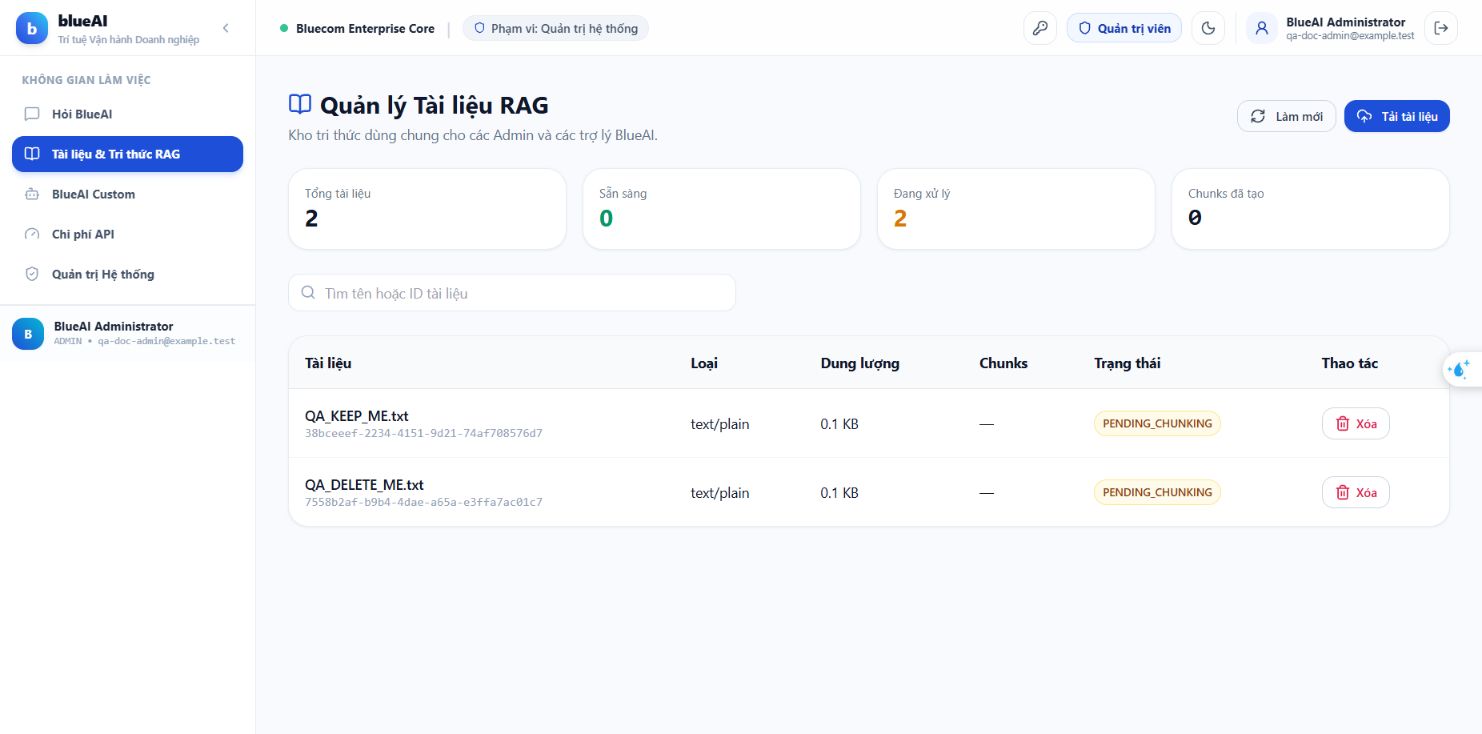 b
blueAI
Trí tuệ Vận hành Doanh nghiệp
Bluecom Enterprise Core
Phạm vi: Quản trị hệ thống
Quản trị viên
BlueAI Administrator
qa-doc-admin@example.test
KHÔNG GIAN LÀM VIỆC
Hỏi BlueAI
Tài liệu & Tri thức RAG
BlueAI Custom
Chi phí API
Quản trị Hệ thống
B
BlueAI Administrator
ADMIN • qa-doc-admin@example.test
Quản lý Tài liệu RAG
Kho tri thức dùng chung cho các Admin và các trợ lý BlueAI.
Làm mới
Tải tài liệu
Tổng tài liệu
2
Sẵn sàng
0
Đang xử lý
2
Chunks đã tạo
0
Tìm tên hoặc ID tài liệu
Tài liệu Loại Dung lượng Chunks Trạng thái Thao tác
QA_KEEP_ME.txt
38bceeef-2234-4151-9d21-74af708576d7
text/plain 0.1 KB — PENDING_CHUNKING Xóa
QA_DELETE_ME.txt
7558b2af-b9b4-4dae-a65a-e3ffa7ac01c7
text/plain 0.1 KB — PENDING_CHUNKING Xóa